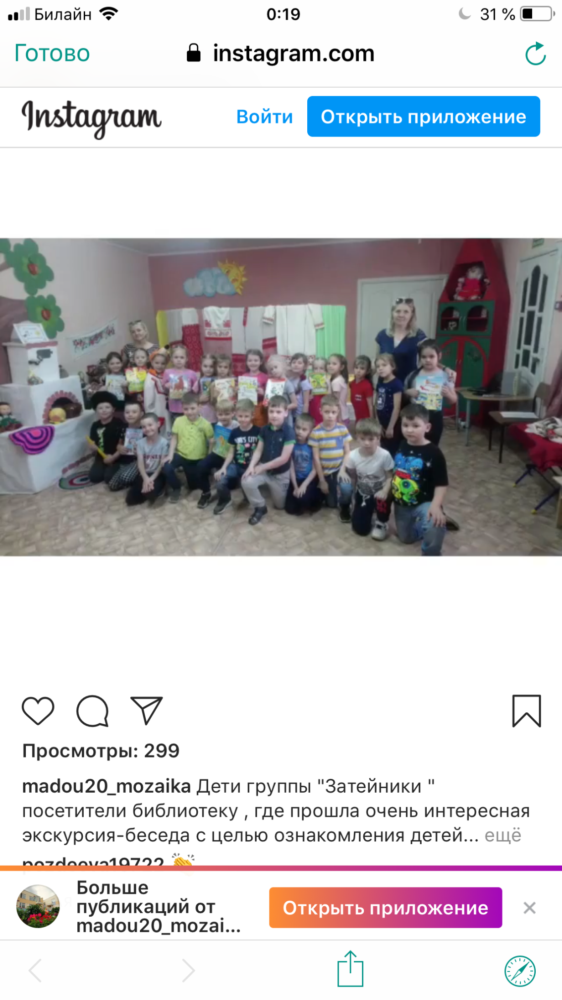 Билайн 0:19 31 %
Готово instagram.com
Instagram Войти Открыть приложение
Просмотры: 299
madou20_mozaika Дети группы "Затейники "
посетители библиотеку , где прошла очень интересная
экскурсия-беседа с целью ознакомления детей... ещё
pozdeeva19722 👏
Больше
публикаций от
madou20_mozai...
Открыть приложение